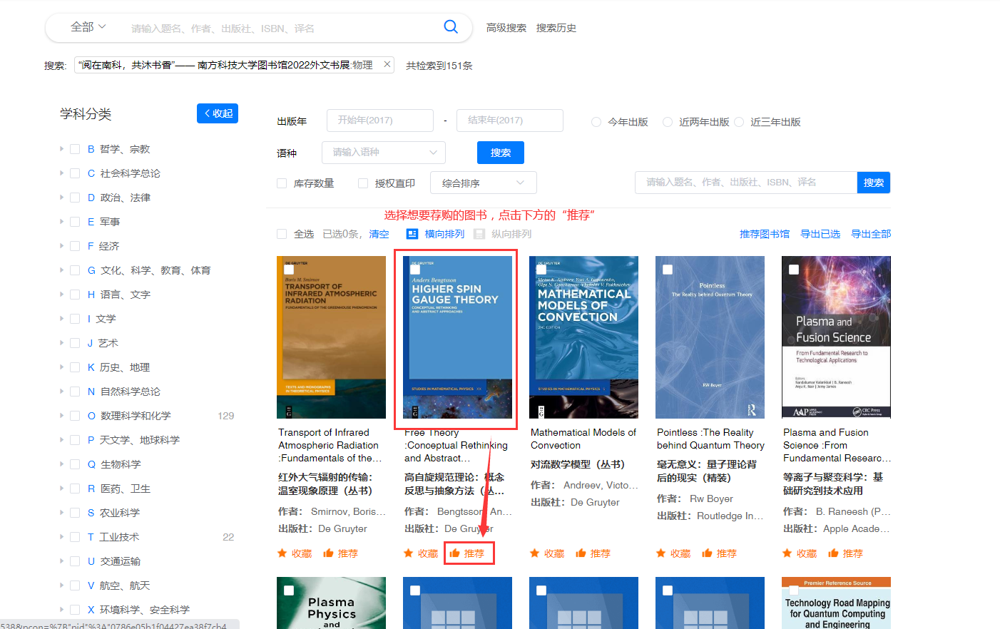 全部
请输入题名、作者、出版社、ISBN、译名
高级搜索 搜索历史
搜索:
“阅在南科，共沐书香”—— 南方科技大学图书馆2022外文书展:物理
共检索到151条
学科分类
收起
B 哲学、宗教
C 社会科学总论
D 政治、法律
E 军事
F 经济
G 文化、科学、教育、体育
H 语言、文字
I 文学
J 艺术
K 历史、地理
N 自然科学总论
O 数理科学和化学 129
P 天文学、地球科学
Q 生物科学
R 医药、卫生
S 农业科学
T 工业技术 22
U 交通运输
V 航空、航天
X 环境科学、安全科学
出版年 开始年(2017) - 结束年(2017) 今年出版 近两年出版 近三年出版
语种 请输入语种 搜索
库存数量 授权直印 综合排序 请输入题名、作者、出版社、ISBN、译名 搜索
选择想要荐购的图书，点击下方的“推荐”
全选 已选0条， 清空 横向排列 纵向排列 推荐图书馆 导出已选 导出全部
Boris M. Smirnov
TRANSPORT OF
INFRARED ATMOSPHERIC
RADIATION
FUNDAMENTALS OF THE GREENHOUSE PHENOMENON
TEXTS AND MONOGRAPHS
IN THEORETICAL PHYSICS
Transport of Infrared
Atmospheric Radiation
:Fundamentals of the...
红外大气辐射的传输：
温室现象原理（丛书）
作者： Smirnov, Boris...
出版社：De Gruyter
收藏 推荐
Anders Bengtsson
HIGHER SPIN
GAUGE THEORY
CONCEPTUAL RETHINKING
AND ABSTRACT APPROACHES
STUDIES IN MATHEMATICAL PHYSICS
Free Theory
:Conceptual Rethinking
and Abstract...
高自旋规范理论：概念
反思与抽象方法（丛...
作者： Bengtsson, An...
出版社：De Gruyter
收藏 推荐
MATHEMATICAL
MODELS OF
CONVECTION
2ND EDITION
STUDIES IN MATHEMATICAL PHYSICS 5
Mathematical Models of
Convection
对流数学模型（丛书）
作者： Andreev, Victo...
出版社：De Gruyter
收藏 推荐
Pointless
The Reality behind Quantum Theory
RW Boyer
R
Pointless :The Reality
behind Quantum Theory
毫无意义：量子理论背
后的现实（精装）
作者： Rw Boyer
出版社：Routledge In...
收藏 推荐
Plasma and
Fusion Science
From Fundamental Research to
Technological Applications
Editors
Nandakumar Kalarikkal | B. Raneesh
AAP APPLE ACADEMIC PRESS CRC Press
Plasma and Fusion
Science :From
Fundamental Researc...
等离子与聚变科学：基
础研究到技术应用
作者： B. Raneesh (P...
出版社：Apple Acade...
收藏 推荐
Plasma
Physics
and
Premier Reference Source
Technology Road Mapping
for Quantum Computing
and Engineering
538&pcon=%7B"pid"%3A"0786e05b1f04427ea38f7cb4